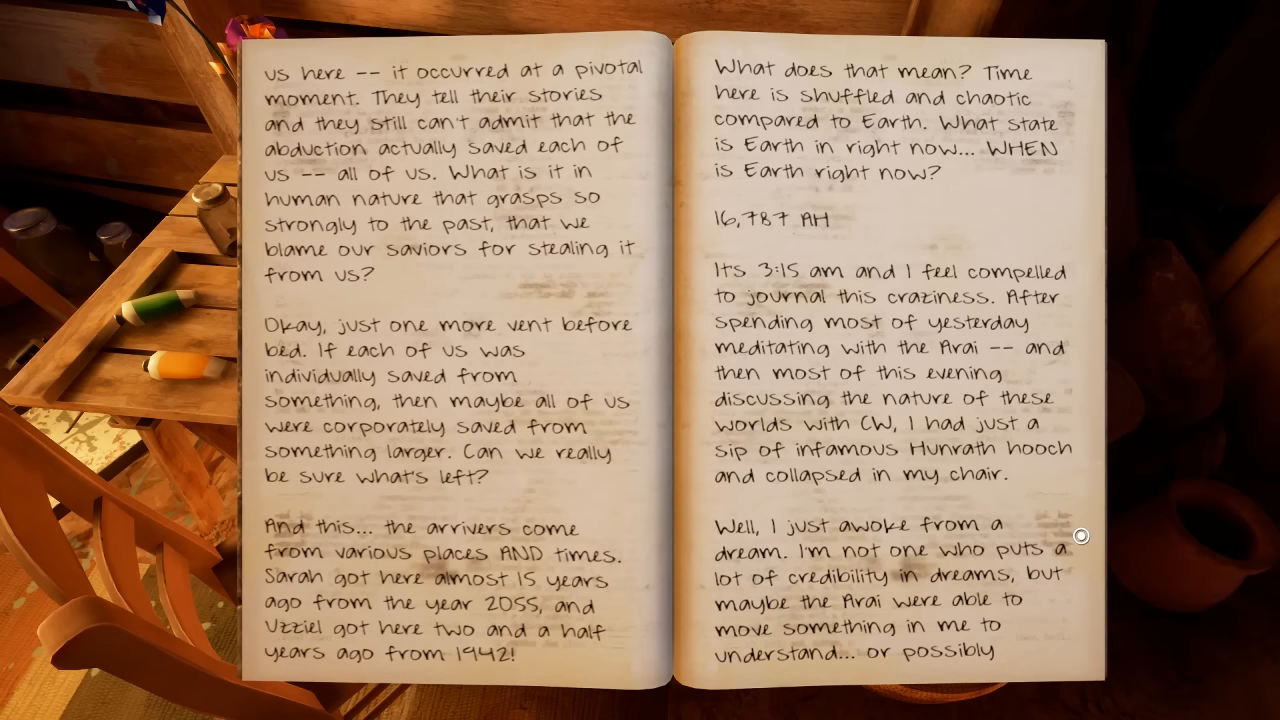 us here -- it occurred at a pivotal
moment. They tell their stories
and they still can't admit that the
abduction actually saved each of
us -- all of us. What is it in
human nature that grasps so
strongly to the past, that we
blame our saviors for stealing it
from us?
Okay, just one more vent before
bed. If each of us was
individually saved from
something, then maybe all of us
were corporately saved from
something larger. Can we really
be sure what's left?
And this... the arrivers come
from various places AND times.
Sarah got here almost 15 years
ago from the year 2055, and
Uzziel got here two and a half
years ago from 1942!
What does that mean? Time
here is shuffled and chaotic
compared to Earth. What state
is Earth in right now... WHEN
is Earth right now?
16,787 AH
It's 3:15 am and I feel compelled
to journal this craziness. After
spending most of yesterday
meditating with the Arai -- and
then most of this evening
discussing the nature of these
worlds with CW, I had just a
sip of infamous Hunrath hooch
and collapsed in my chair.
Well, I just awoke from a
dream. I'm not one who puts a
lot of credibility in dreams, but
maybe the Arai were able to
move something in me to
understand... or possibly